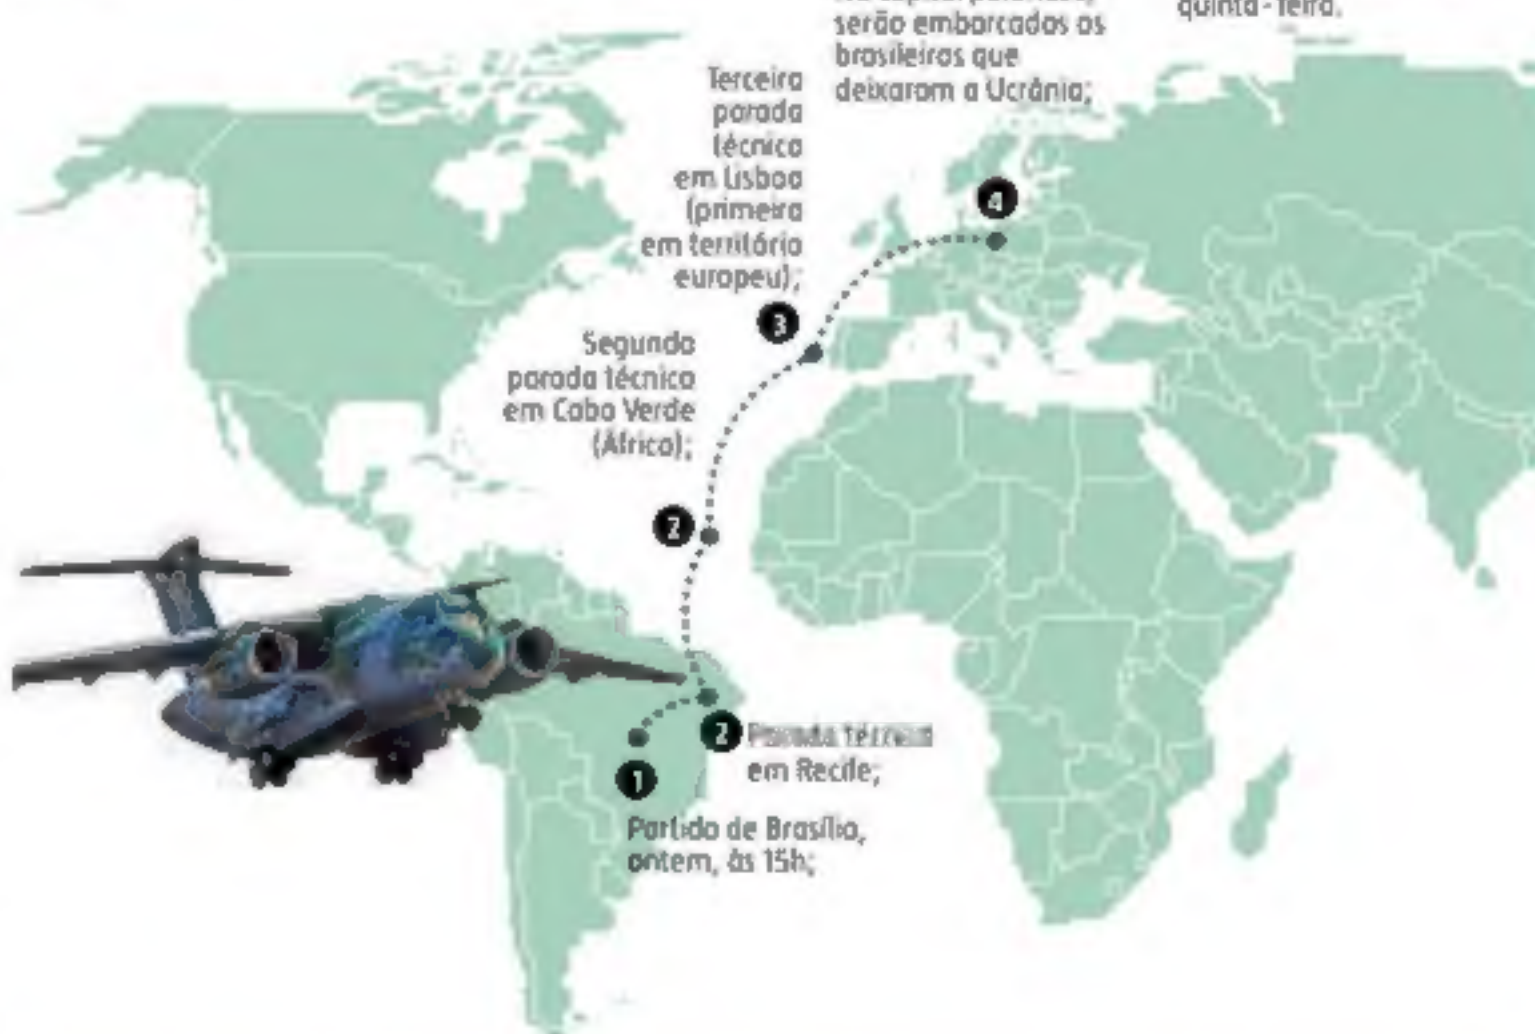 serão embarcados os
brasileiros que
deixaram a Ucrânia;
quinta-feira.
Terceira
parada
técnica
em Lisboa
(primeira
em território
europeu);
Segunda
parada técnica
em Cabo Verde
(África);
4
3
2
2
Parada técnica
em Recife;
1
Partida de Brasília,
ontem, às 15h;